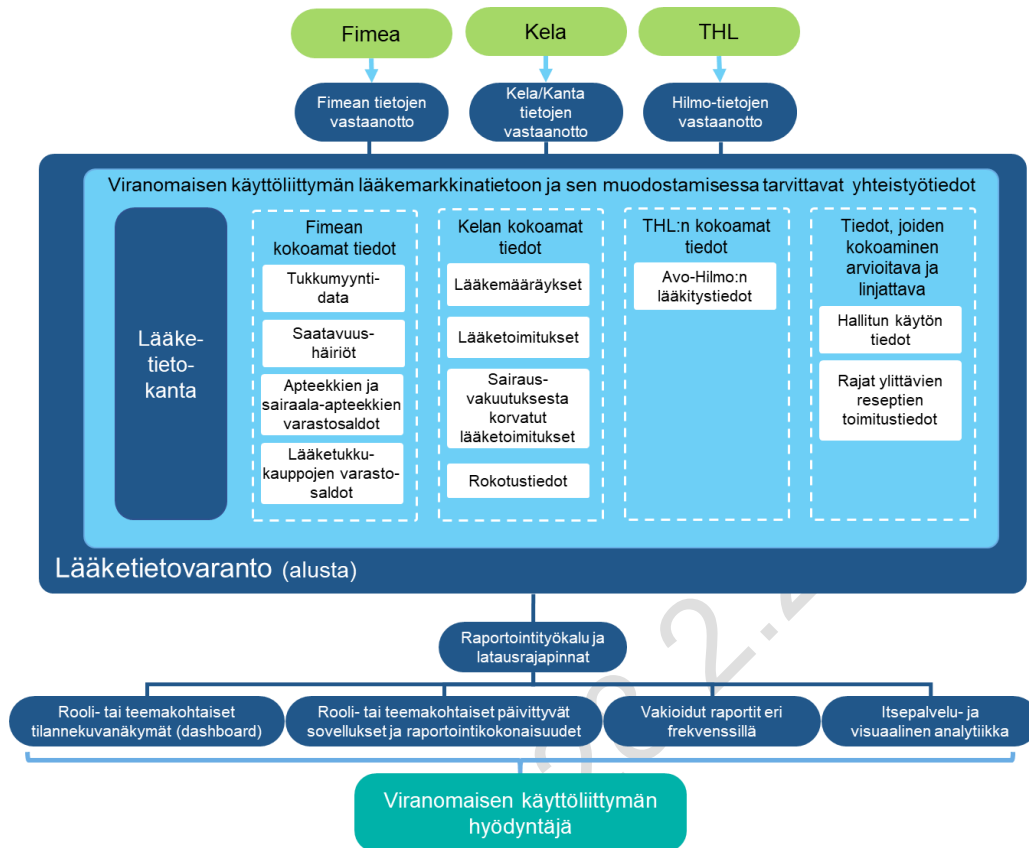 Fimea
Kela
THL
Fimean tietojen
vastaanotto
Kela/Kanta
tietojen
vastaanotto
Hilmo-tietojen
vastaanotto
Viranomaisen käyttöliittymän lääkemarkkinatietoon ja sen muodostamisessa tarvittavat yhteistyötiedot
Lääke-
tieto-
kanta
Fimean
kokoamat tiedot
Tukkumyynti-
data
Saatavuus-
häiriöt
Apteekkien ja
sairaala-apteekkien
varastosaldot
Lääketukku-
kauppojen varasto-
saldot
Kelan kokoamat
tiedot
Lääkemääräykset
Lääketoimitukset
Sairaus-
vakuutuksesta
korvatut
lääketoimitukset
Rokotustiedot
THL:n kokoamat
tiedot
Avo-Hilmo:n
lääkitystiedot
Tiedot, joiden
kokoaminen
arvioitava ja
linjattava
Hallitun käytön
tiedot
Rajat ylittävien
reseptien
toimitustiedot
Lääketietovaranto (alusta)
Raportointityökalu ja
latausrajapinnat
Rooli- tai teemakohtaiset
tilannekuvanäkymät (dashboard)
Rooli- tai teemakohtaiset päivittyvät
sovellukset ja raportointikokonaisuudet
Vakioidut raportit eri
frekvenssillä
Itsepalvelu- ja
visuaalinen analytiikka
Viranomaisen käyttöliittymän
hyödyntäjä